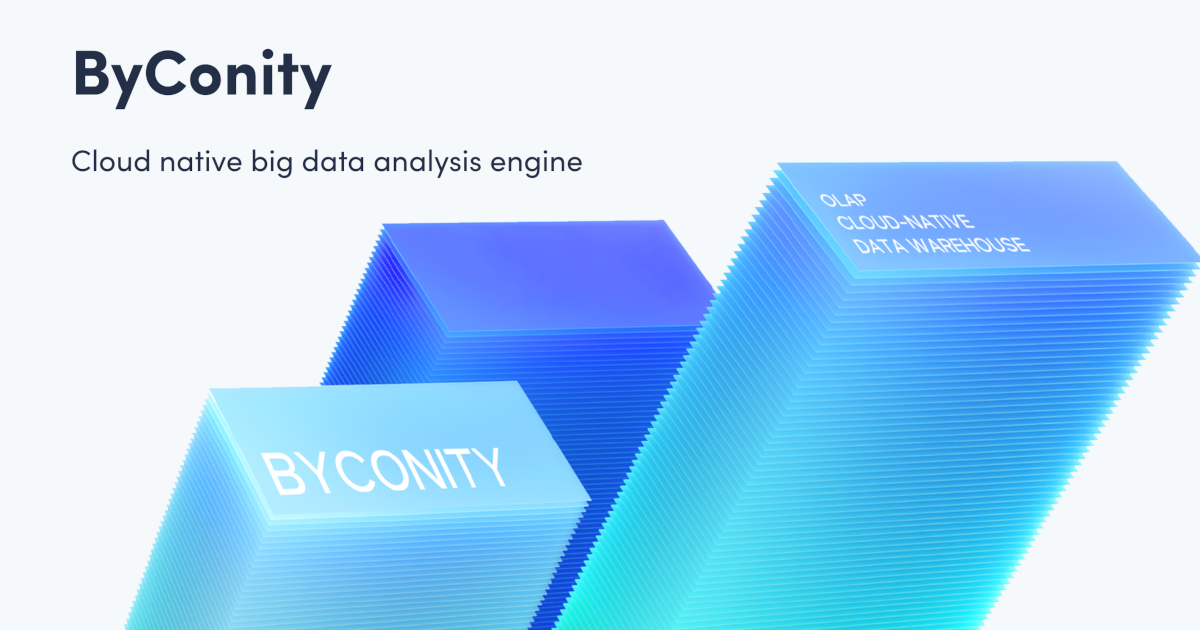 ByConity
Cloud native big data analysis engine
OLAP
CLOUD-NATIVE
DATA WAREHOUSE
BYCONITY